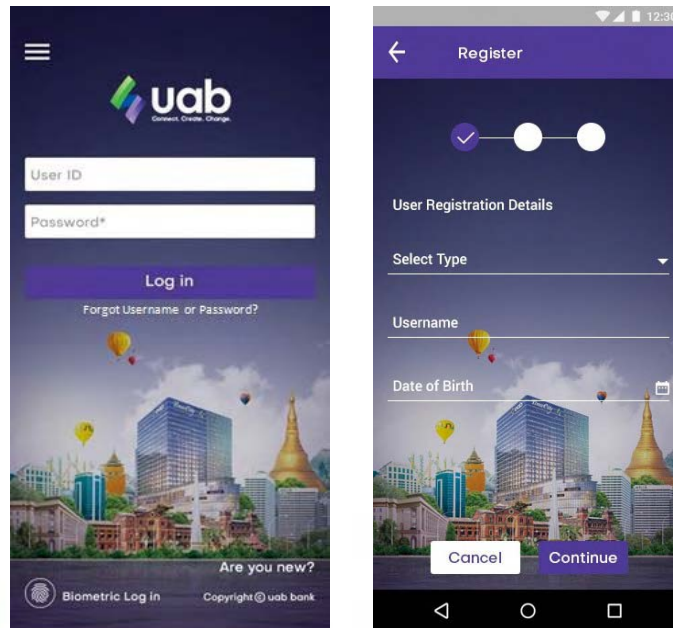 uab
Connect. Create. Change.
User ID
Password*
Log in
Forgot Username or Password?
Are you new?
Biometric Log in
Copyright © uab bank
12:30
Register
User Registration Details
Select Type
Username
Date of Birth
Cancel
Continue